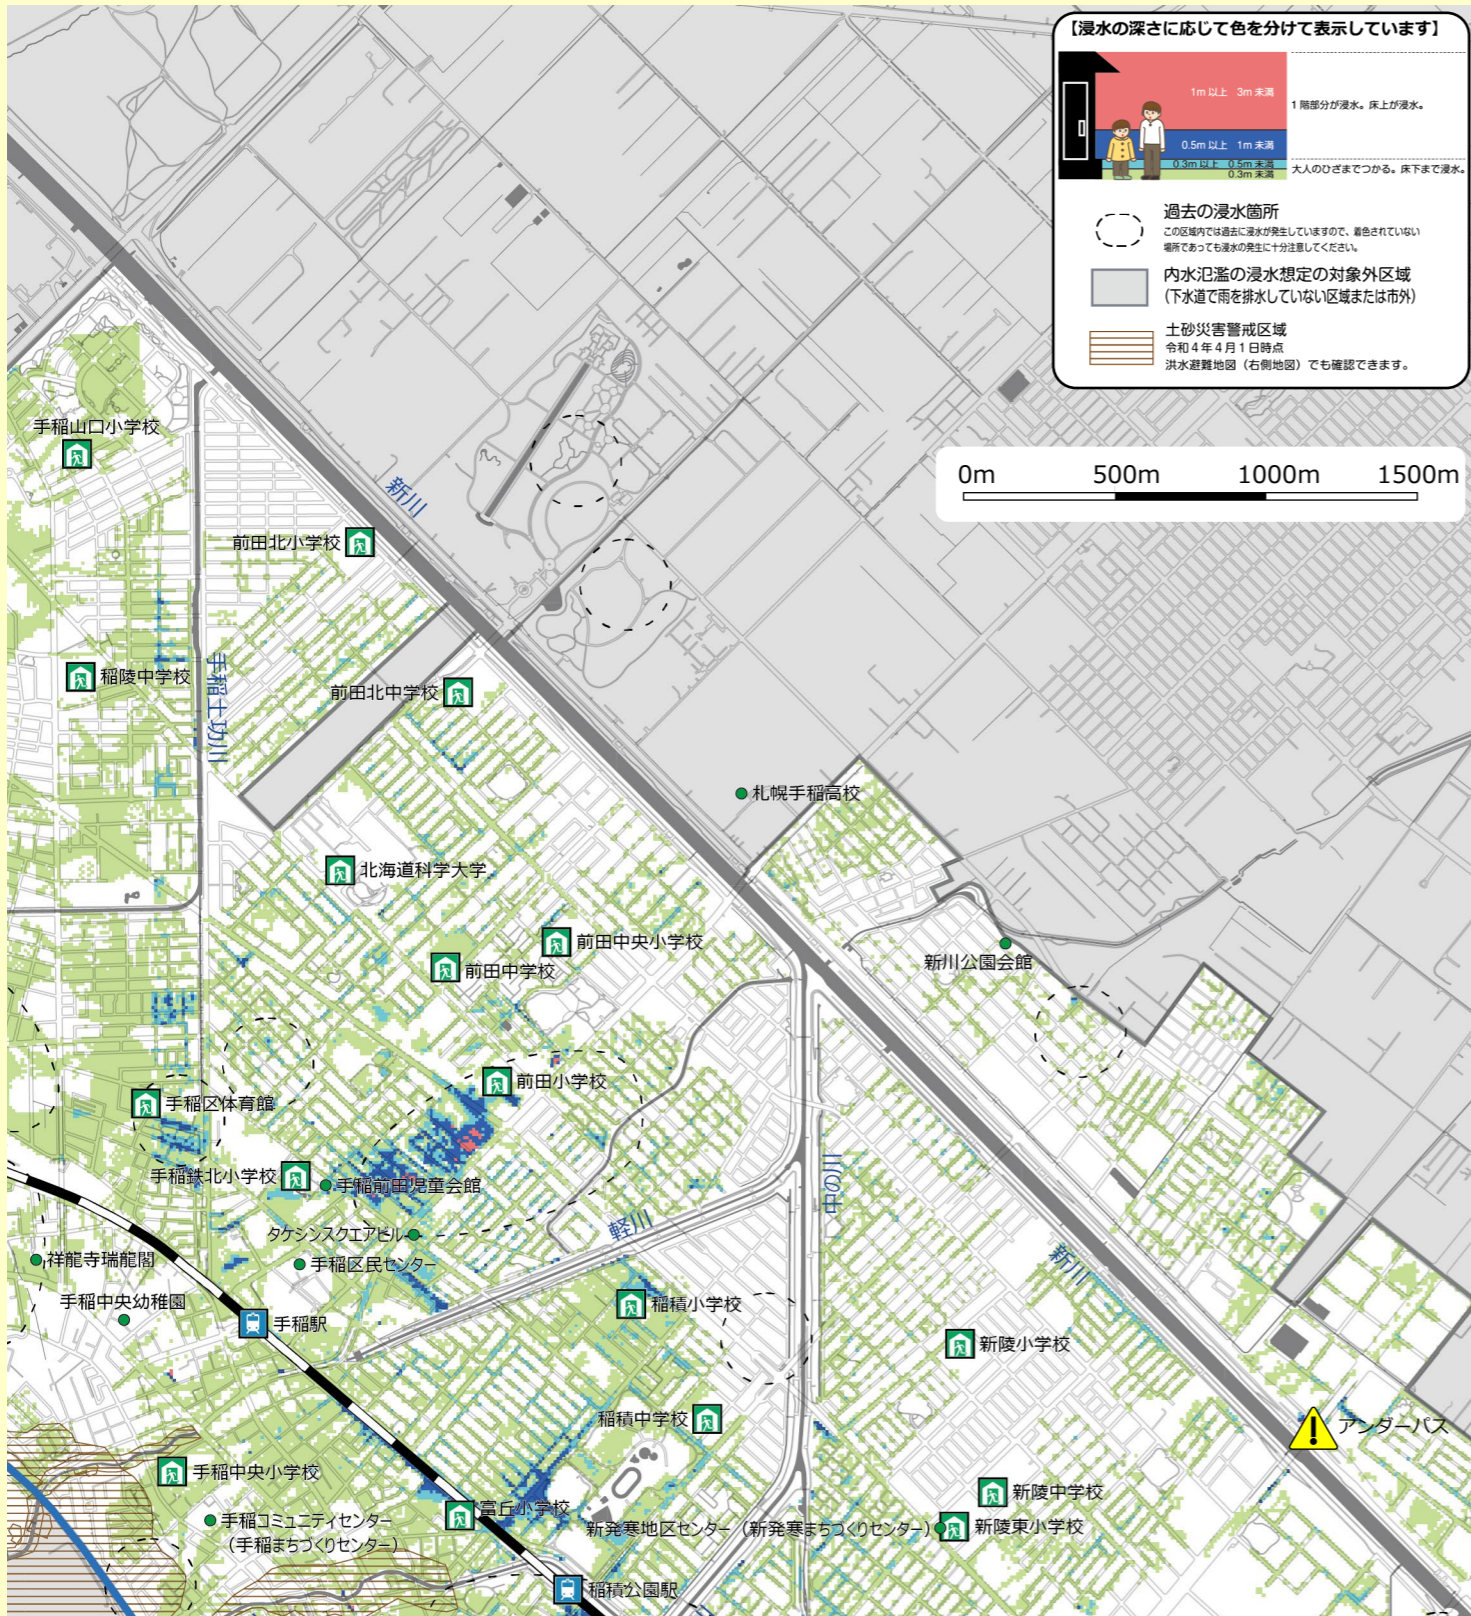 【浸水の深さに応じて色を分けて表示しています】
1m 以上 3m 未満
1 階部分が浸水。床上が浸水。
0.5m 以上 1m 未満
0.3m 以上 0.5m 未満
0.3m 未満
大人のひざまでつかる。床下まで浸水。
過去の浸水箇所
この区域内では過去に浸水が発生していますので、着色されていない
場所であっても浸水の発生に十分注意してください。
内水氾濫の浸水想定の対象外区域
(下水道で雨を排水していない区域または市外)
土砂災害警戒区域
令和４年４月１日時点
洪水避難地図（右側地図）でも確認できます。
0m 500m 1000m 1500m
手稲山口小学校
新川
前田北小学校
稲陵中学校
手稲土功川
前田北中学校
札幌手稲高校
北海道科学大学
前田中央小学校
前田中学校
新川公園会館
前田小学校
手稲区体育館
手稲鉄北小学校
手稲前田児童会館
中の川
タケシンスクエアビル
軽川
手稲区民センター
新川
祥龍寺瑞龍閣
手稲中央幼稚園
手稲駅
稲積小学校
新陵小学校
稲積中学校
アンダーパス
手稲中央小学校
新陵中学校
富丘小学校
手稲コミュニティセンター
（手稲まちづくりセンター）
新発寒地区センター（新発寒まちづくりセンター）
新陵東小学校
稲積公園駅